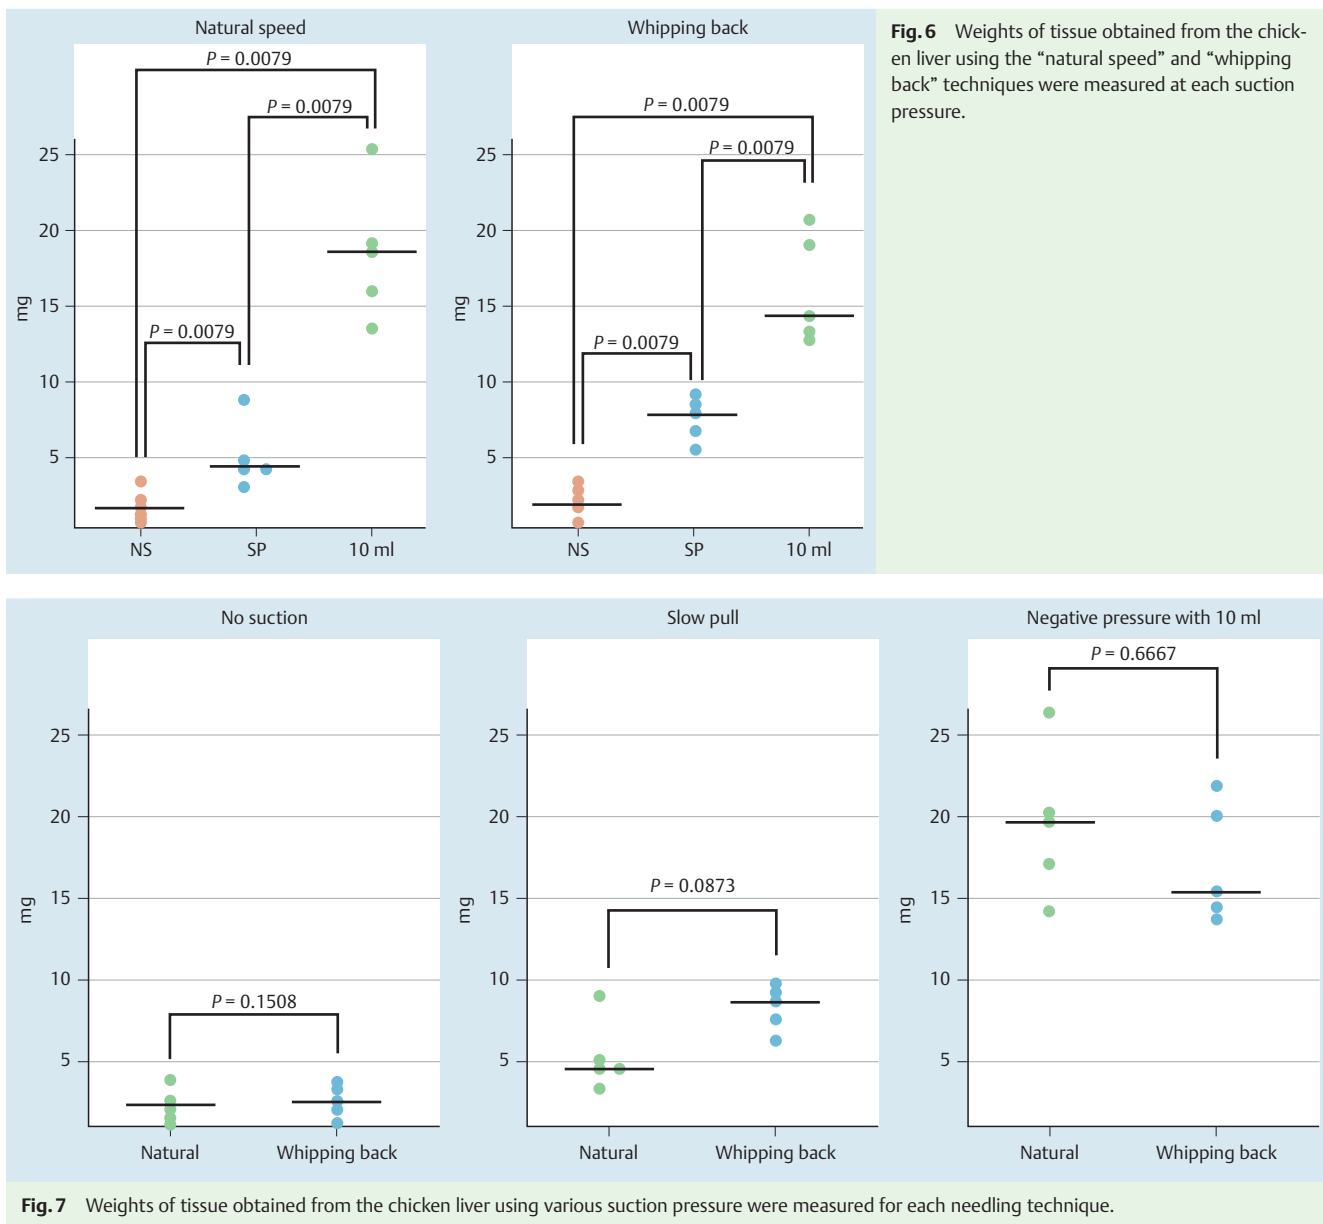 Natural speed
P = 0.0079
P = 0.0079
P = 0.0079
25
20
15
10
5
mg
NS SP 10 ml
Whipping back
P = 0.0079
P = 0.0079
P = 0.0079
25
20
15
10
5
mg
NS SP 10 ml
Fig. 6 Weights of tissue obtained from the chick-
en liver using the “natural speed” and “whipping
back” techniques were measured at each suction
pressure.
No suction
25
20
15
10
5
mg
P = 0.1508
Natural Whipping back
Slow pull
25
20
15
10
5
mg
P = 0.0873
Natural Whipping back
Negative pressure with 10 ml
P = 0.6667
25
20
15
10
5
mg
Natural Whipping back
Fig. 7 Weights of tissue obtained from the chicken liver using various suction pressure were measured for each needling technique.